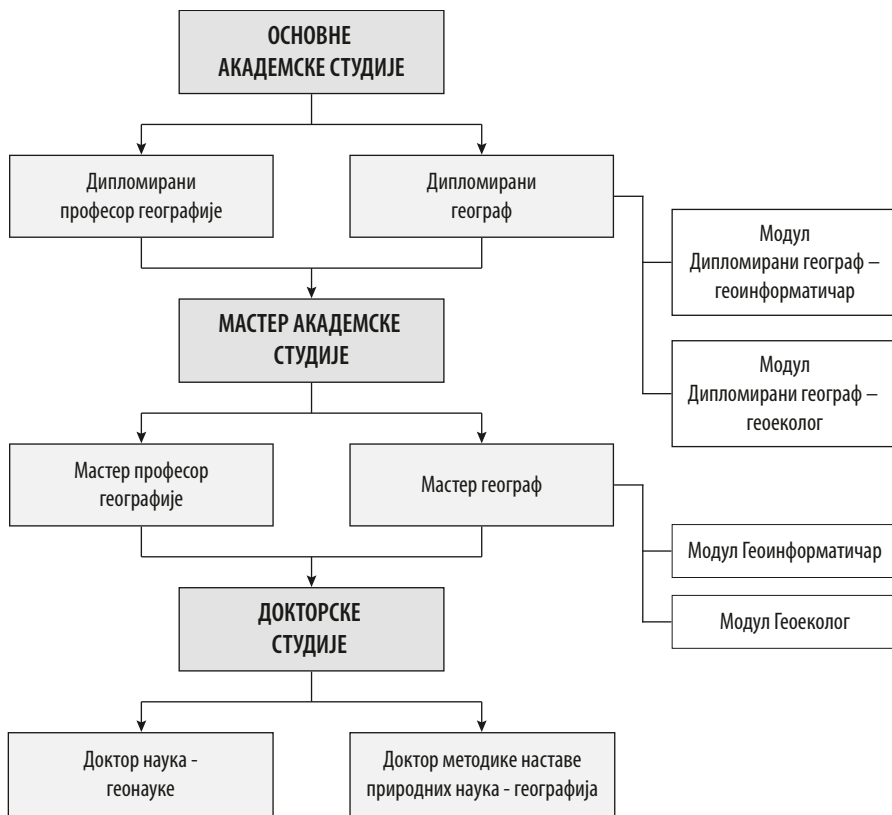 ОСНОВНЕ
АКАДЕМСКЕ СТУДИЈЕ
Дипломирани
професор географије
Дипломирани
географ
Модул
Дипломирани географ –
геоинформатичар
Модул
Дипломирани географ –
геоеколог
МАСТЕР АКАДЕМСКЕ
СТУДИЈЕ
Мастер професор
географије
Мастер географ
Модул Геоинформатичар
Модул Геоеколог
ДОКТОРСКЕ
СТУДИЈЕ
Доктор наука -
геонауке
Доктор методике наставе
природних наука - географија